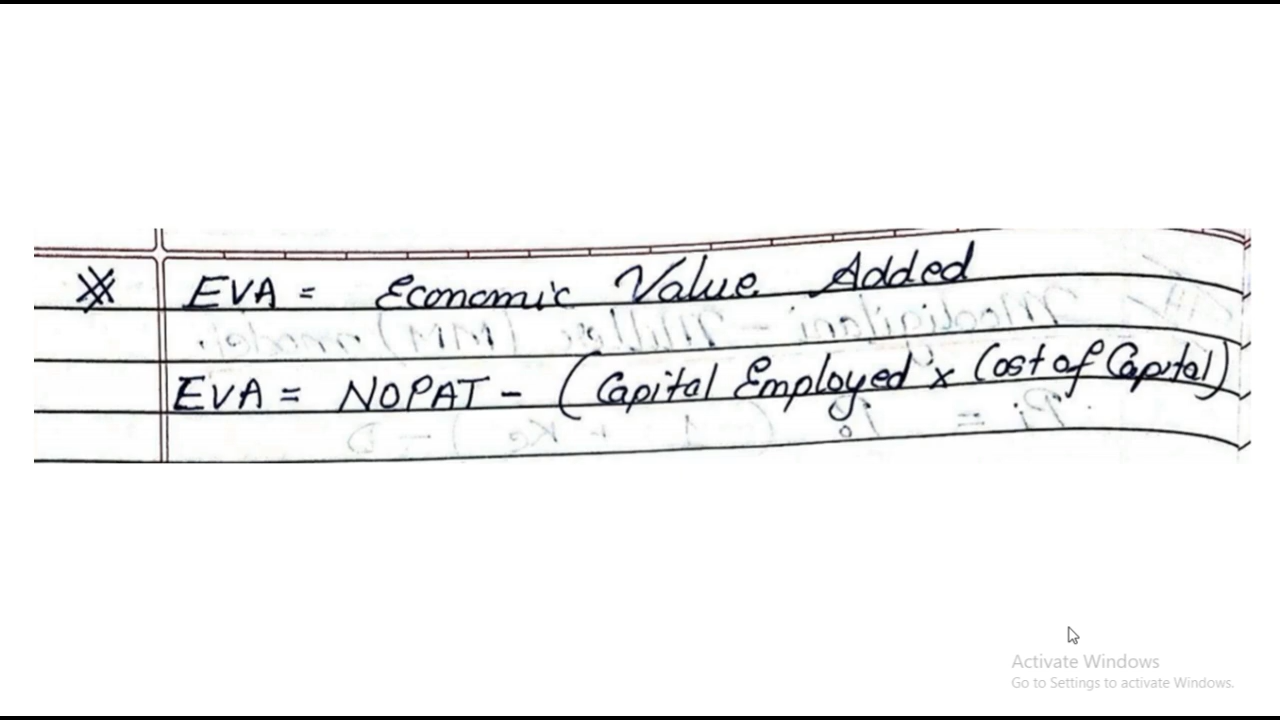 EVA = Economic Value Added
EVA = NOPAT - (Capital Employed x Cost of Capital)
Activate Windows
Go to Settings to activate Windows.